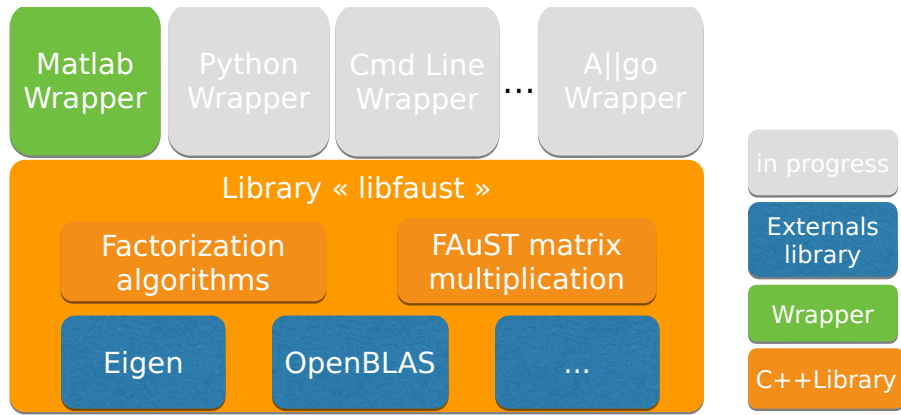 Matlab
Wrapper
Python
Wrapper
Cmd Line
Wrapper
...
A||go
Wrapper
Library « libfaust »
Factorization
algorithms
FAuST matrix
multiplication
Eigen
OpenBLAS
...
in progress
Externals
library
Wrapper
C++Library